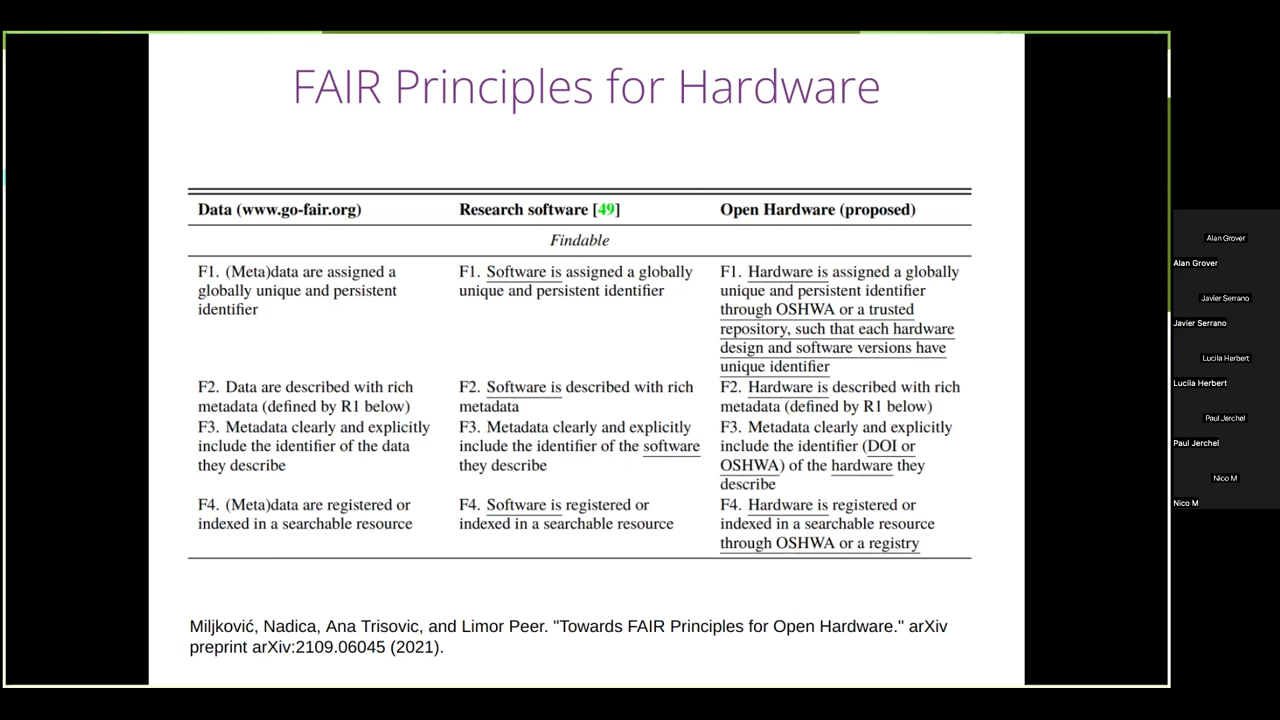 FAIR Principles for Hardware
Data (www.go-fair.org)
Research software [49]
Open Hardware (proposed)
Findable
F1. (Meta)data are assigned a
globally unique and persistent
identifier
F1. Software is assigned a globally
unique and persistent identifier
F1. Hardware is assigned a globally
unique and persistent identifier
through OSHWA or a trusted
repository, such that each hardware
design and software versions have
unique identifier
F2. Data are described with rich
metadata (defined by R1 below)
F2. Software is described with rich
metadata
F2. Hardware is described with rich
metadata (defined by R1 below)
F3. Metadata clearly and explicitly
include the identifier of the data
they describe
F3. Metadata clearly and explicitly
include the identifier of the software
they describe
F3. Metadata clearly and explicitly
include the identifier (DOI or
OSHWA) of the hardware they
describe
F4. (Meta)data are registered or
indexed in a searchable resource
F4. Software is registered or
indexed in a searchable resource
F4. Hardware is registered or
indexed in a searchable resource
through OSHWA or a registry
Miljković, Nadica, Ana Trisovic, and Limor Peer. "Towards FAIR Principles for Open Hardware." arXiv
preprint arXiv:2109.06045 (2021).
Alan Grover
Alan Grover
Javier Serrano
Javier Serrano
Lucila Herbert
Lucila Herbert
Paul Jerchel
Paul Jerchel
Nico M
Nico M